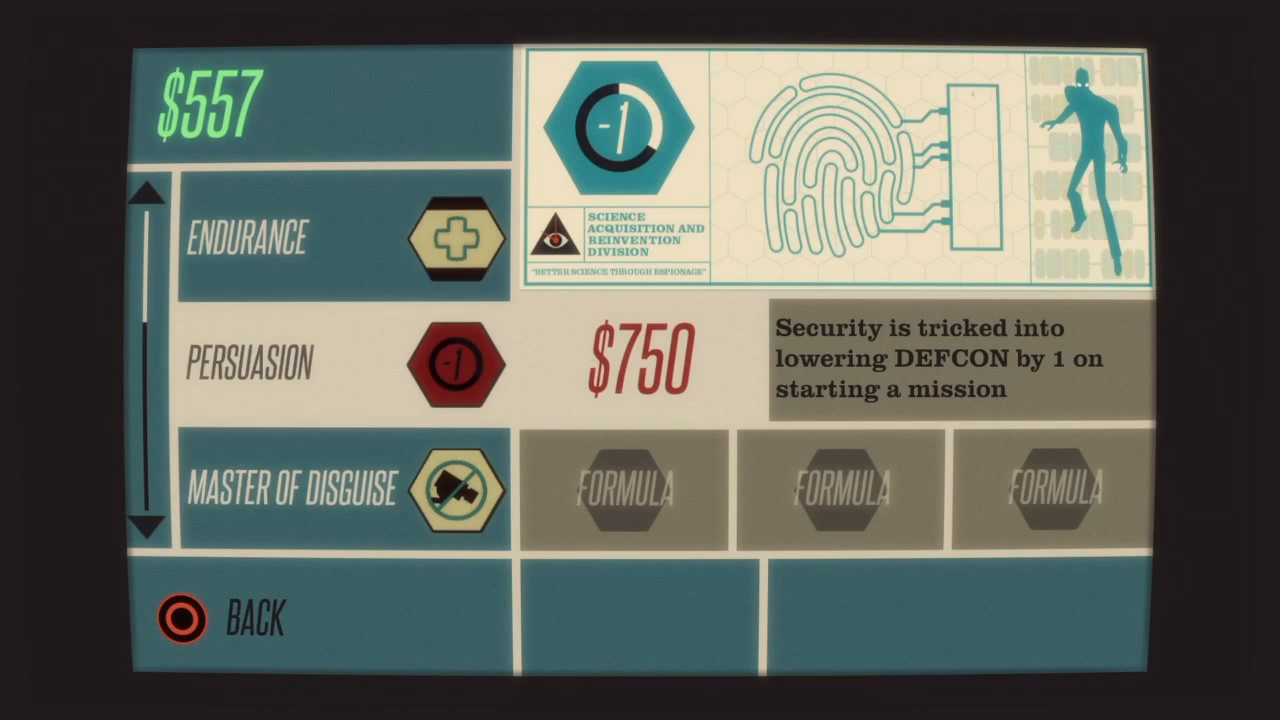 $557
-1
SCIENCE
ACQUISITION AND
REINVENTION
DIVISION
"BETTER SCIENCE THROUGH ESPIONAGE"
ENDURANCE
PERSUASION
-1
$750
Security is tricked into
lowering DEFCON by 1 on
starting a mission
MASTER OF DISGUISE
FORMULA
FORMULA
FORMULA
BACK